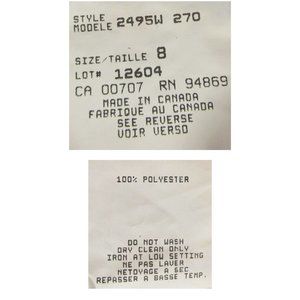 STYLE
MODELE 2495W 270
SIZE/TAILLE 8
LOT# 12604
CA 00707 RN 94869
MADE IN CANADA
FABRIQUE AU CANADA
SEE REVERSE
VOIR VERSO
100% POLYESTER
DO NOT WASH
DRY CLEAN ONLY
IRON AT LOW SETTING
NE PAS LAVER
NETOYAGE A SEC
REPASSER A BASSE TEMP.